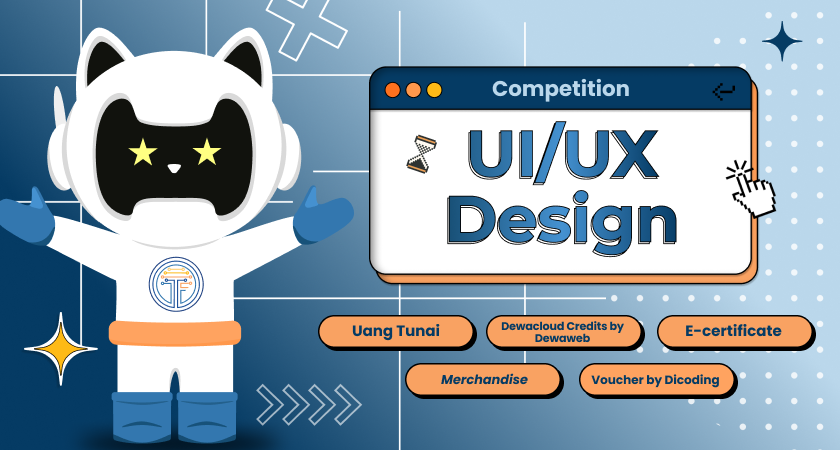 Competition
UI/UX
Design
Uang Tunai
Dewacloud Credits by
Dewaweb
E-certificate
Merchandise
Voucher by Dicoding